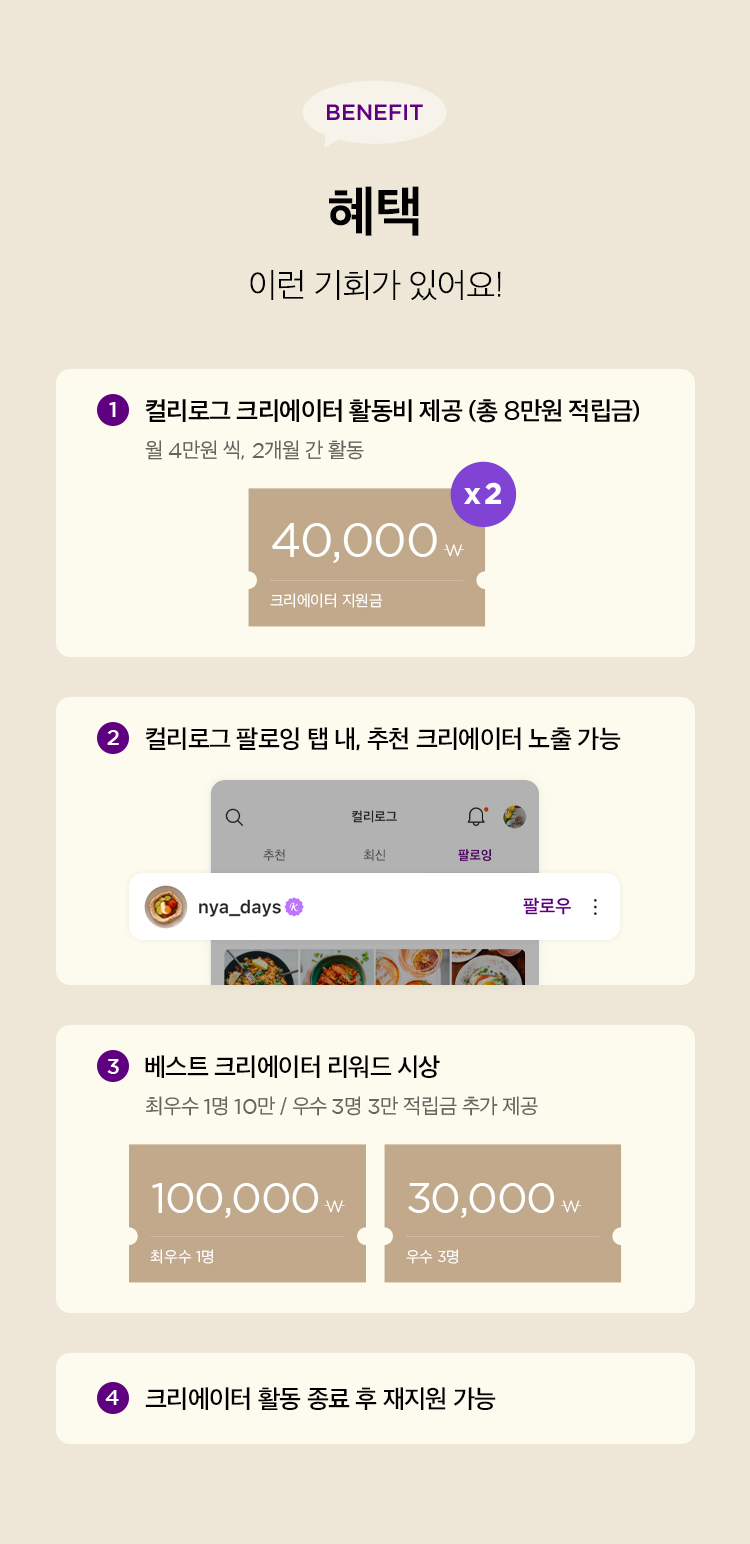 BENEFIT
혜택
이런 기회가 있어요!
1 컬리로그 크리에이터 활동비 제공 (총 8만원 적립금)
월 4만원 씩, 2개월 간 활동
x2
40,000 ₩
크리에이터 지원금
2 컬리로그 팔로잉 탭 내, 추천 크리에이터 노출 가능
컬리로그
추천 최신 팔로잉
nya_days 팔로우
3 베스트 크리에이터 리워드 시상
최우수 1명 10만 / 우수 3명 3만 적립금 추가 제공
100,000 ₩ 30,000 ₩
최우수 1명 우수 3명
4 크리에이터 활동 종료 후 재지원 가능